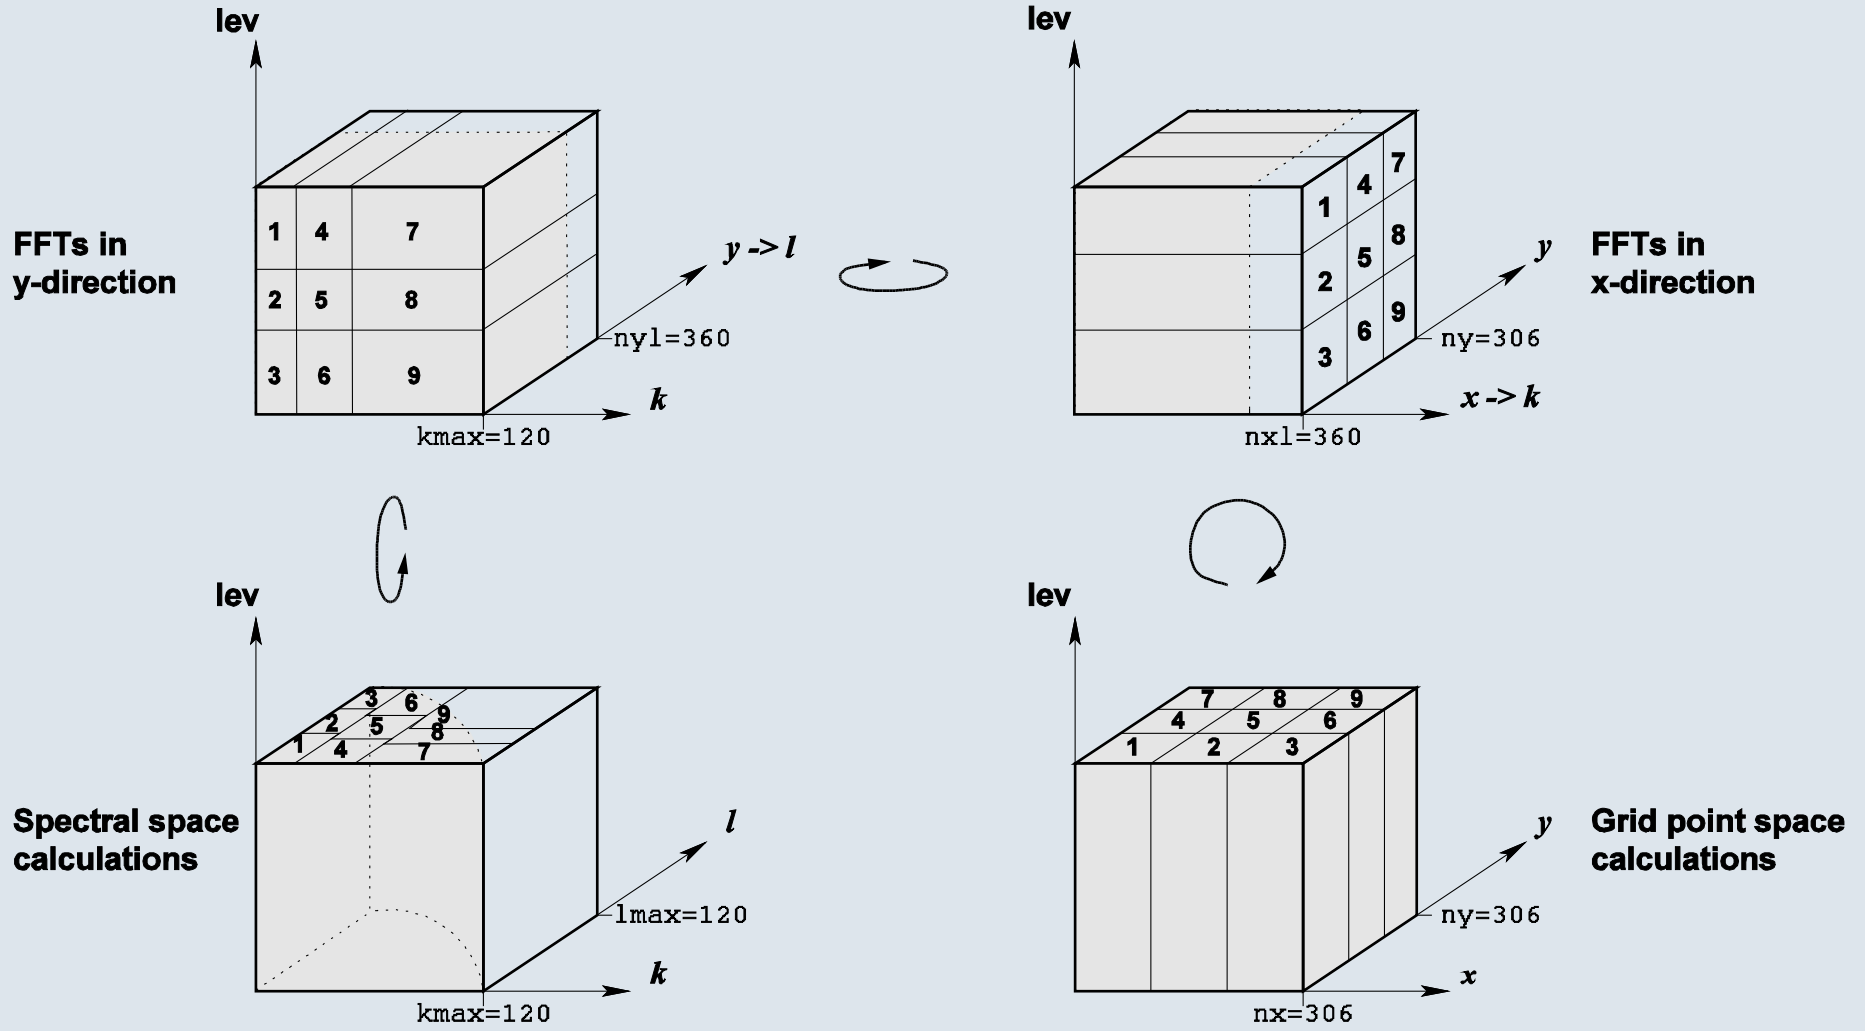 lev
1 4 7
2 5 8
3 6 9
FFTs in
y-direction
y -> l
nyl=360
k
kmax=120
lev
7
4
1
8
5
2
9
6
3
y
FFTs in
x-direction
ny=306
x -> k
nxl=360
lev
3 6 9
2 5 8
1 4 7
Spectral space
calculations
l
lmax=120
k
kmax=120
lev
7 8 9
4 5 6
1 2 3
y
Grid point space
calculations
ny=306
x
nx=306